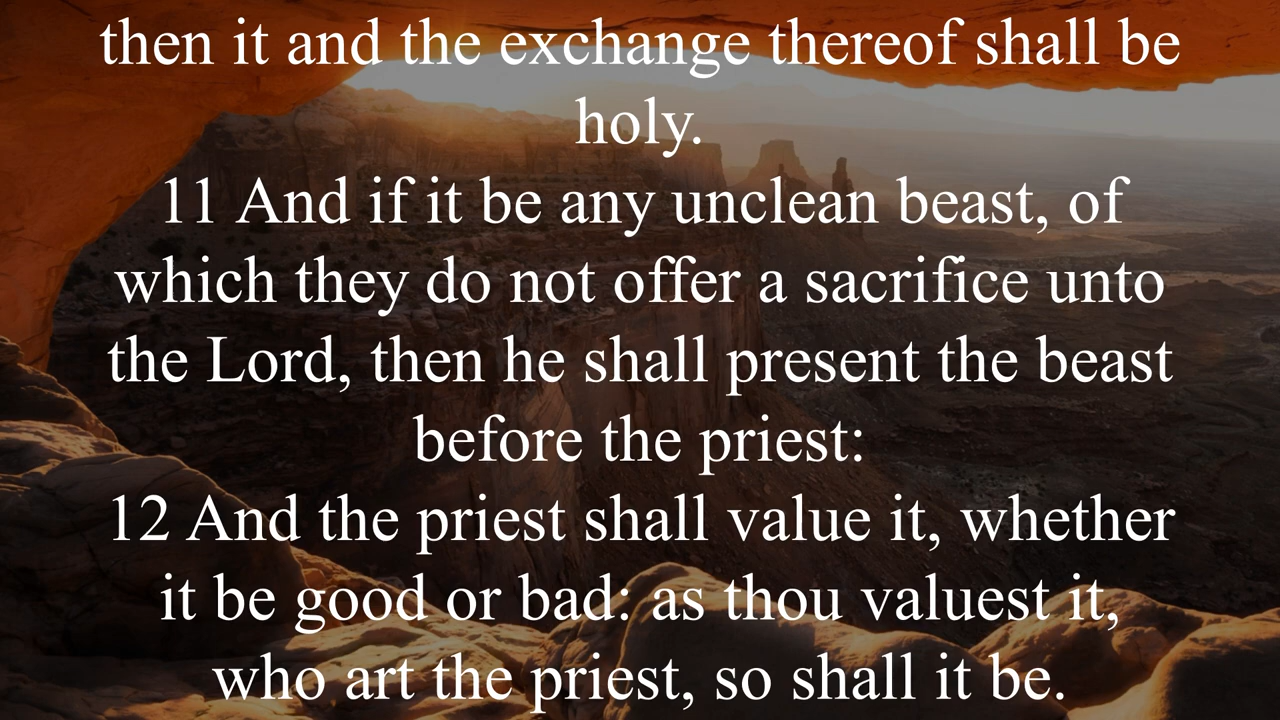 then it and the exchange thereof shall be
holy.
11 And if it be any unclean beast, of
which they do not offer a sacrifice unto
the Lord, then he shall present the beast
before the priest:
12 And the priest shall value it, whether
it be good or bad: as thou valuest it,
who art the priest, so shall it be.